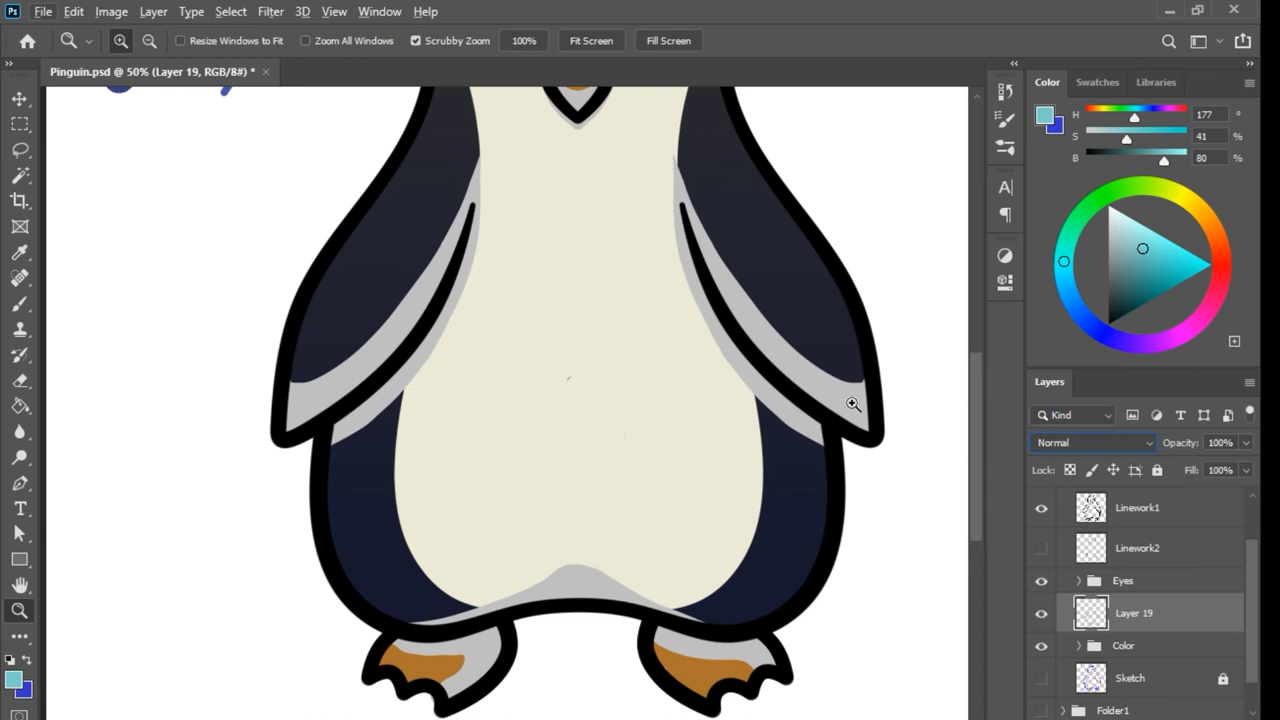 Ps File Edit Image Layer Type Select Filter 3D View Window Help
Resize Windows to Fit Zoom All Windows 100% Fit Screen Fill Screen
Pinguin.psd @ 50% (Layer 19, RGB/8#) * ×
Color Swatches Libraries
H 177 °
S 41 %
B 80 %
Layers
Kind
Normal Opacity: 100%
Lock: Fill: 100%
Linework1
Linework2
Eyes
Layer 19
Color
Sketch
Folder1